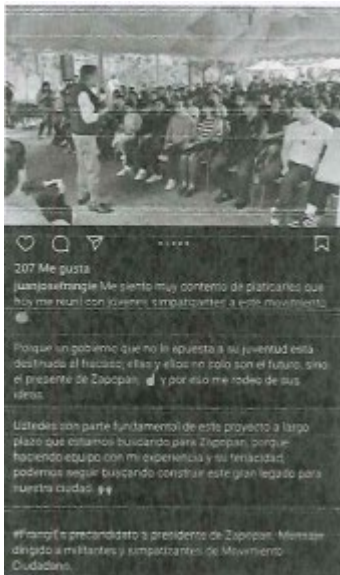 207 Me gusta
juanjosefrangie Me siento muy contento de platicarles que
hoy me reuní con jóvenes simpatizantes a este movimiento
Porque un gobierno que no le apuesta a su juventud está
destinado al fracaso, ellas y ellos no solo son el futuro, sino
el presente de Zapopan, ☝ y por eso me rodeo de sus
ideas.
Ustedes son parte fundamental de este proyecto a largo
plazo que estamos buscando para Zapopan, porque
haciendo equipo con mi experiencia y su tenacidad,
podemos seguir buscando construir este gran legado para
nuestra ciudad.
precandidato a presidente de Zapopan. Mensaje
dirigido a militantes y simpatizantes de Movimiento
Ciudadano.